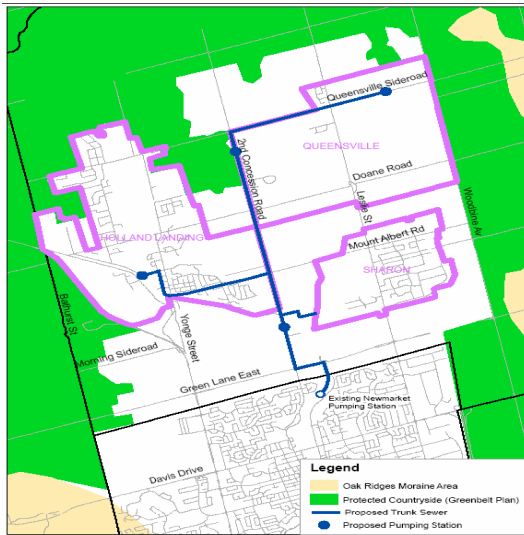 Queensville Sideroad
2nd Concession Road
QUEENSVILLE
Doane Road
Leslie St
Woodbine Av
HOLLAND LANDING
Mount Albert Rd
SHARON
Bathurst St
Yonge Street
Morning Sideroad
Green Lane East
Existing Newmarket
Pumping Station
Davis Drive
Legend
Oak Ridges Moraine Area
Protected Countryside (Greenbelt Plan)
Proposed Trunk Sewer
Proposed Pumping Station